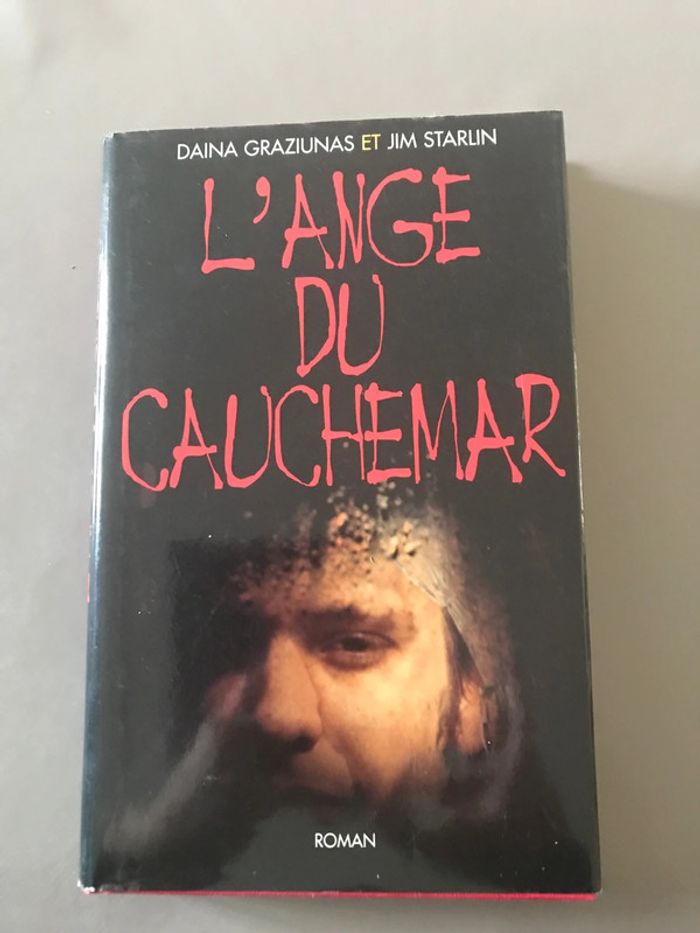 DAINA GRAZIUNAS ET JIM STARLIN
L'ANGE
DU
CAUCHEMAR
ROMAN